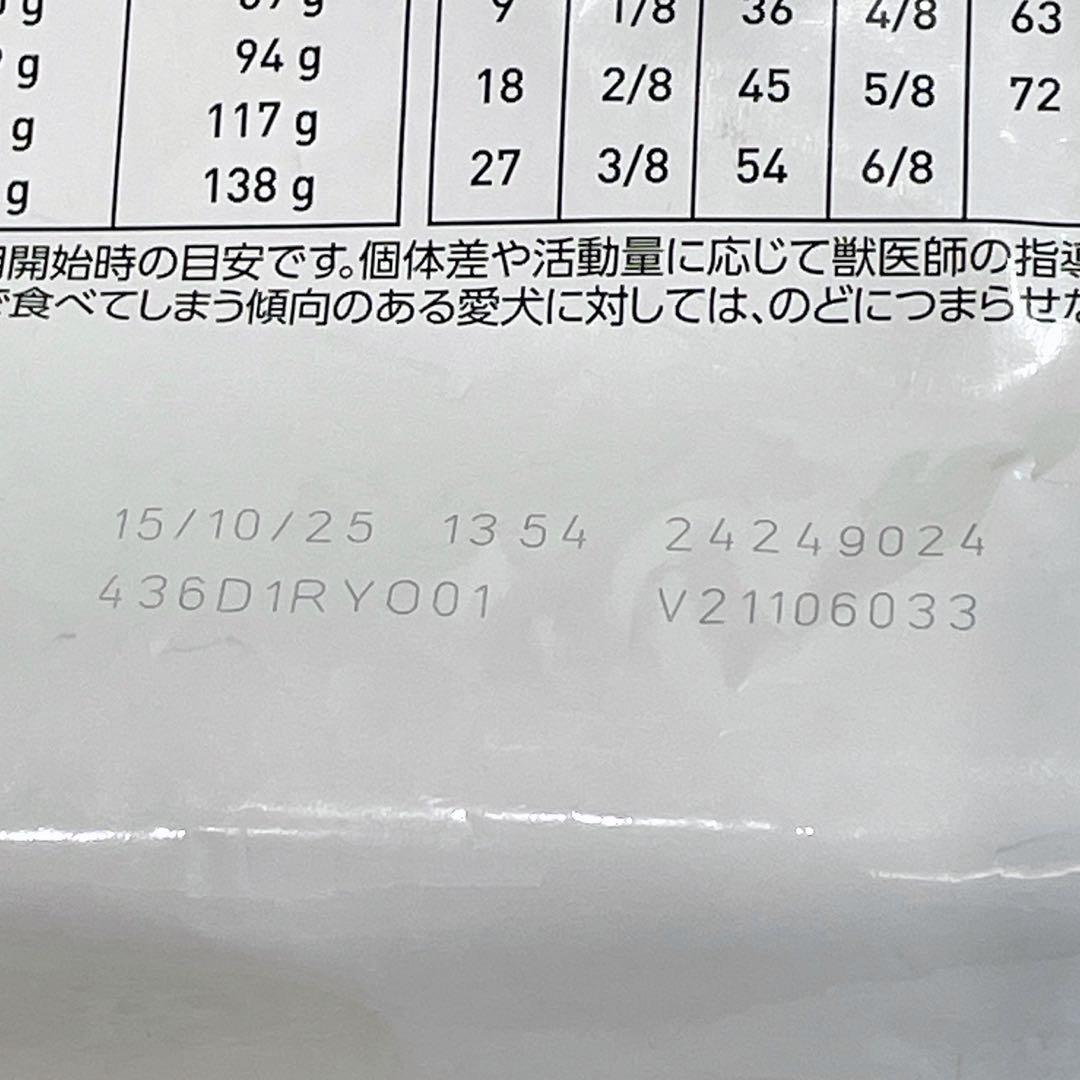 94 g
g 117 g
g 138 g
9 1/8 36 4/8 63
18 2/8 45 5/8 72
27 3/8 54 6/8
開始時の目安です。個体差や活動量に応じて獣医師の指導
で食べてしまう傾向のある愛犬に対しては、のどにつまらせな
15/10/25 13 54 24249024
436D1RYO01 V21106033